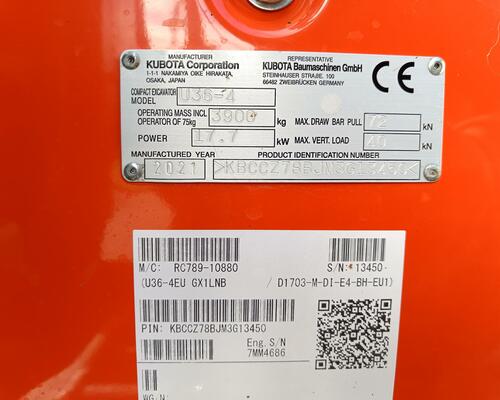 MANUFACTURER
KUBOTA Corporation
1-1-1 NAKAMIYA OIKE HIRAKATA,
OSAKA, JAPAN
REPRESENTATIVE
KUBOTA Baumaschinen GmbH
STEINHAUSER STRAßE. 100
66482 ZWEIBRÜCKEN GERMANY
CE
COMPACT EXCAVATOR
MODEL U36-4
OPERATING MASS INCL
OPERATOR OF 75kg 3900 kg
MAX. DRAW BAR PULL 72 kN
POWER 17.7 kW
MAX. VERT. LOAD 40 kN
MANUFACTURED YEAR
PRODUCT IDENTIFICATION NUMBER
2021
>KBCCZ78BJM3G13450<
M/C: RC789-10880
S/N: 13450
(U36-4EU GX1LNB / D1703-M-DI-E4-BH-EU1)
PIN: KBCCZ78BJM3G13450
Eng. S/N
7MM4686
WG/N